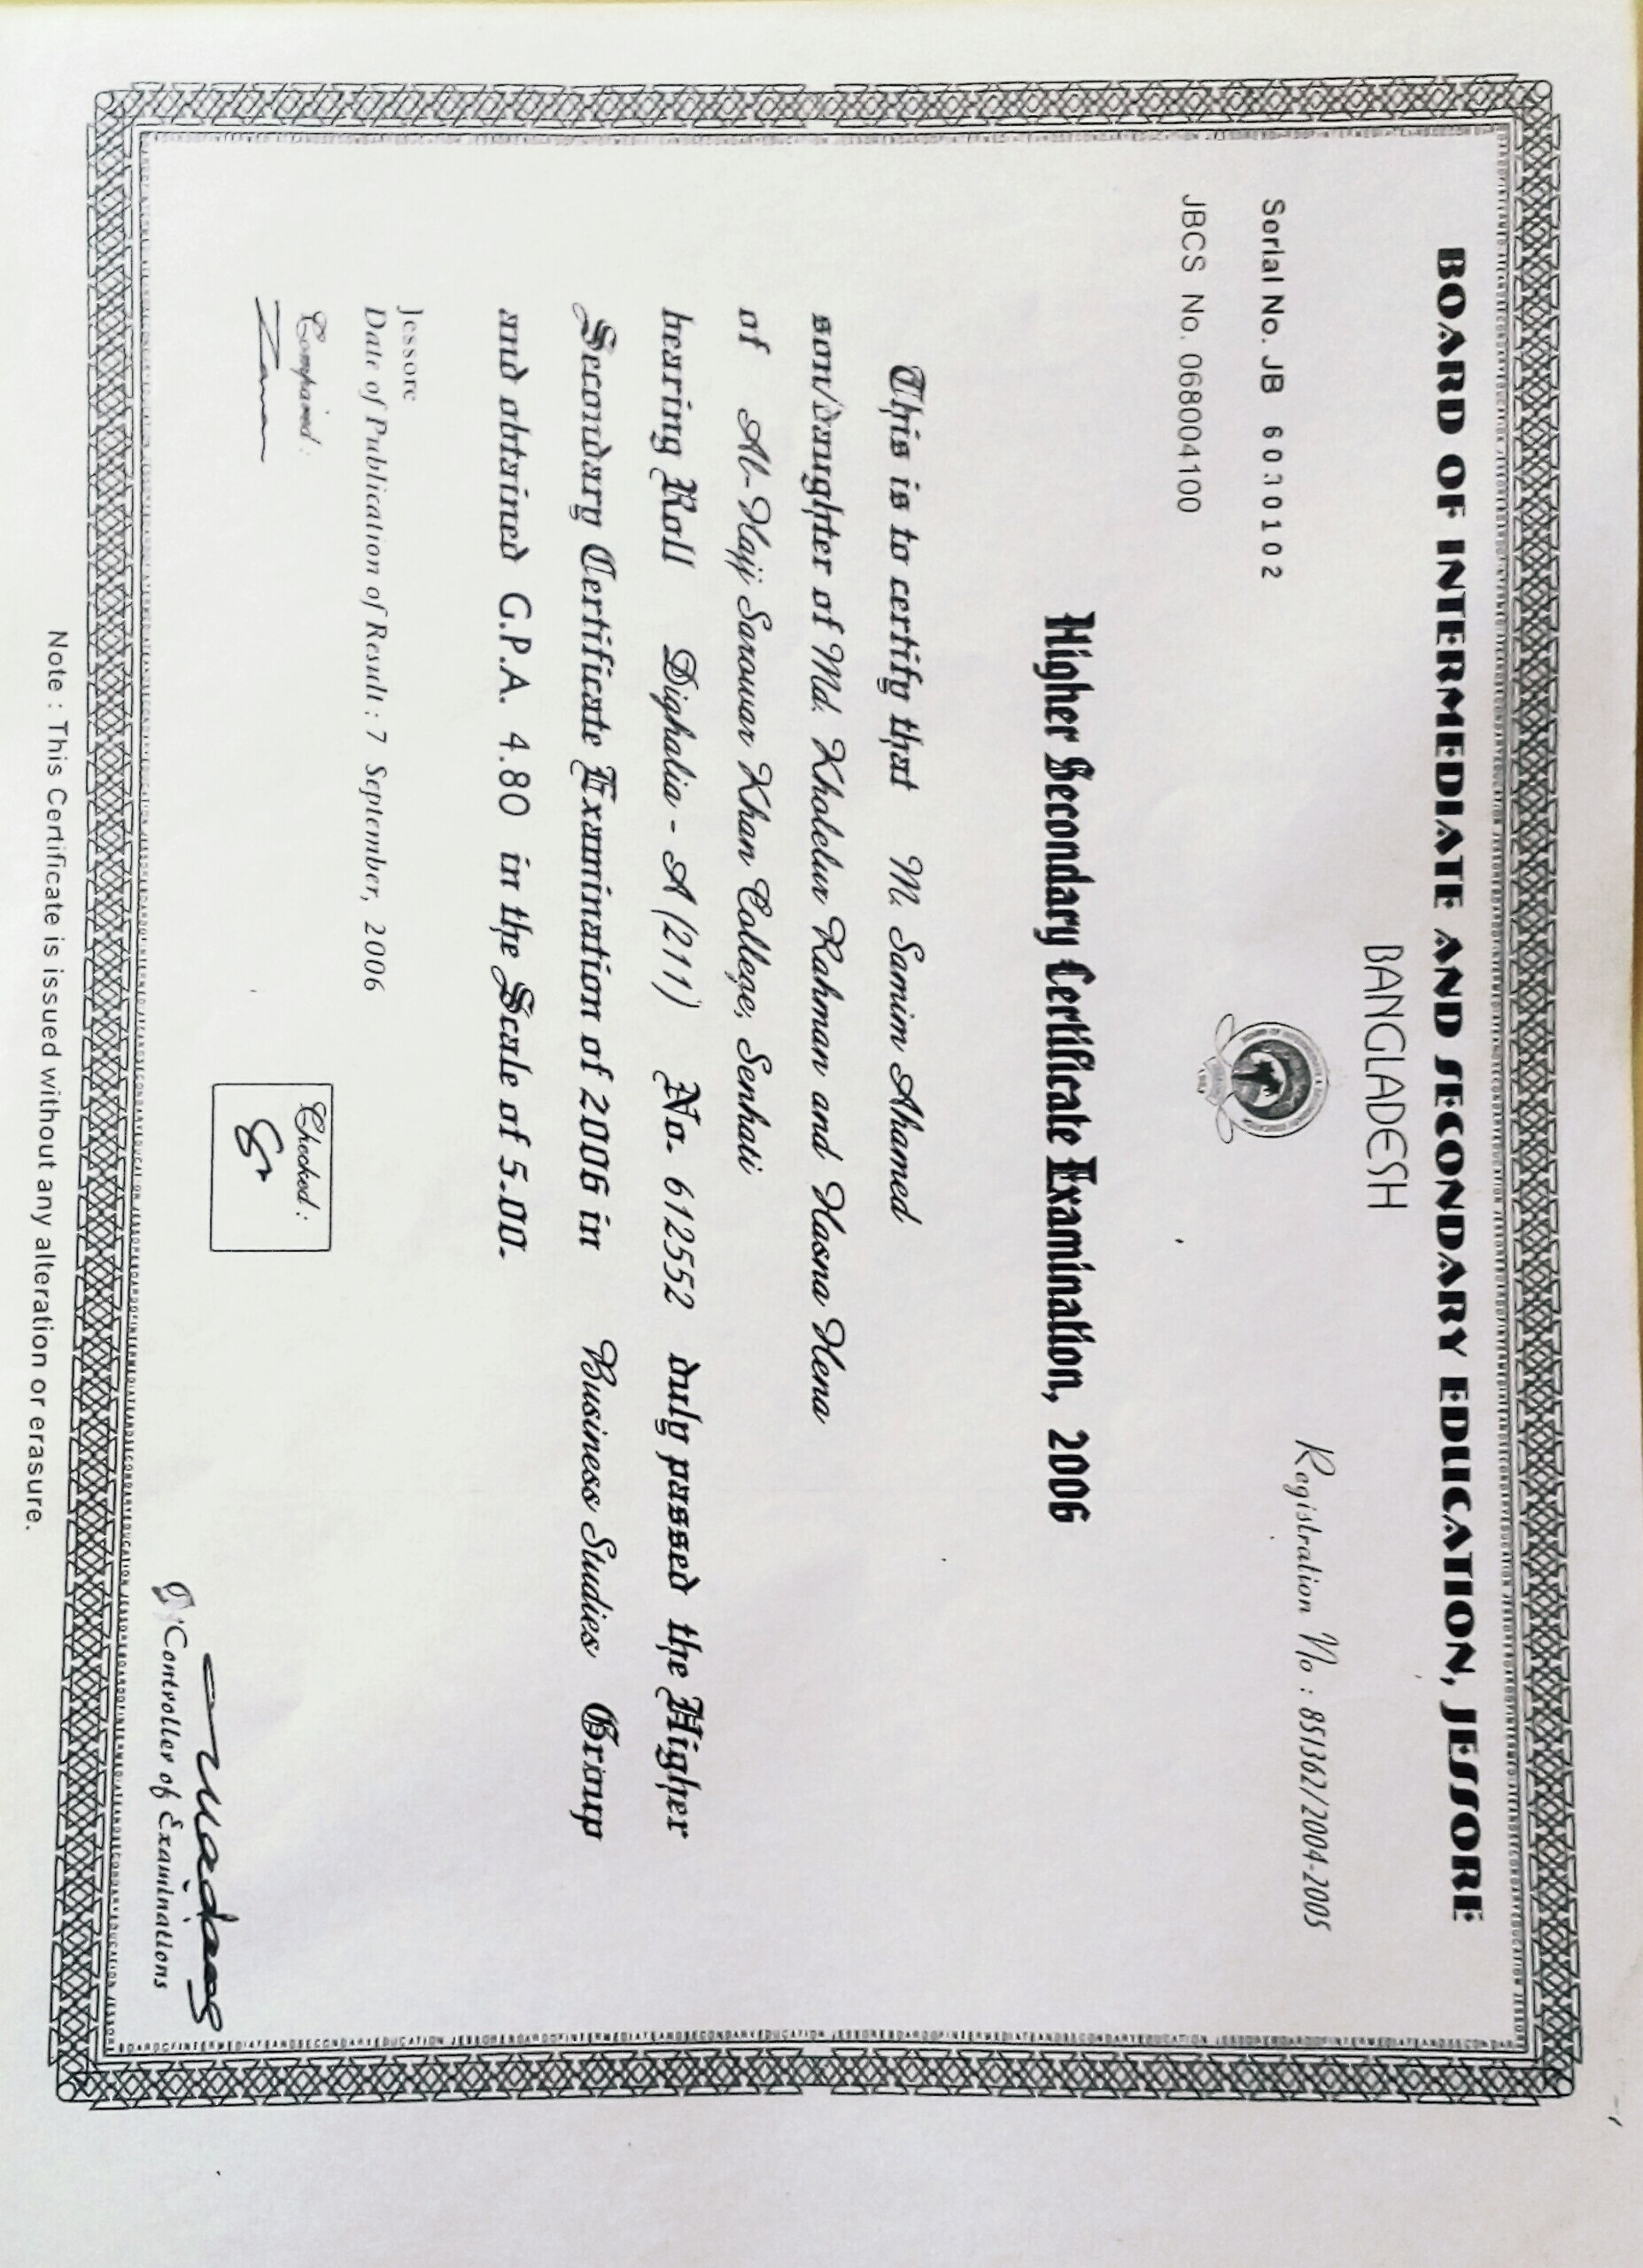 BOARD OF INTERMEDIATE AND SECONDARY EDUCATION, JESSORE
BANGLADESH
Registration No : 851362/2004-2005
Serial No. JB 6030102
JBCS No. 068004100
Higher Secondary Certificate Examination, 2006
This is to certify that M. Samim Ahamed
son/daughter of Md. Kholelur Rahman and Hasna Hena
of Al-Hajj Sarowar Khan College, Senhati
bearing Roll Dighalia - A (211) No. 612552 duly passed the Higher
Secondary Certificate Examination of 2006 in Business Studies Group
and obtained G.P.A. 4.80 in the Scale of 5.00.
Jessore
Date of Publication of Result : 7 September, 2006
Compared :
Checked :
Controller of Examinations
Note : This Certificate is issued without any alteration or erasure.